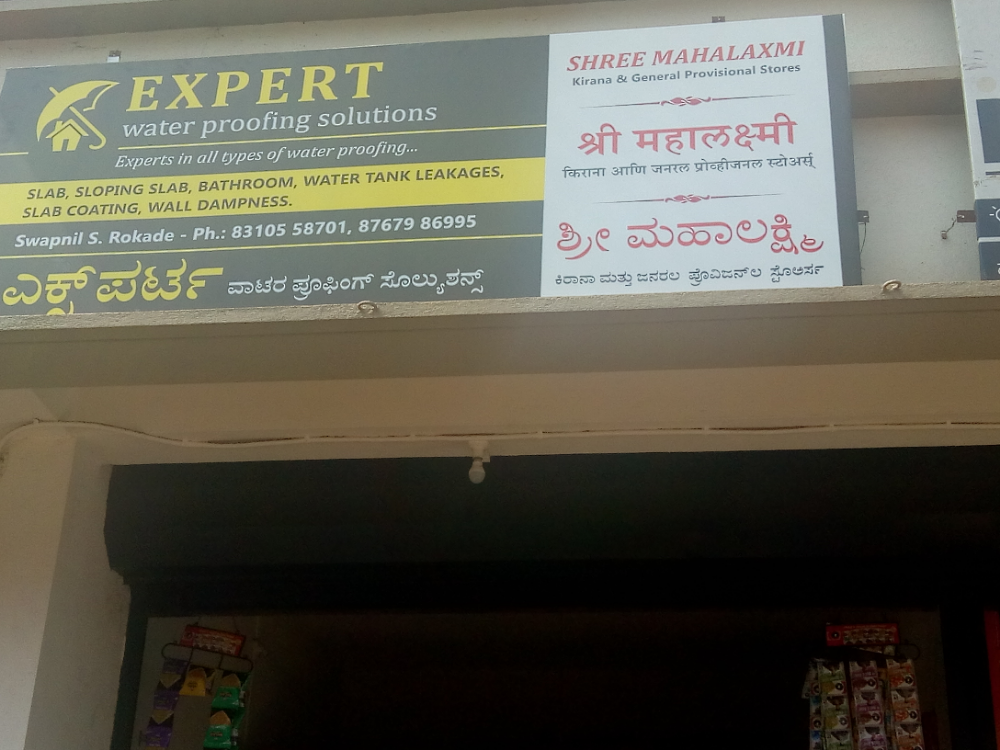 EXPERT
water proofing solutions
Experts in all types of water proofing...
SLAB, SLOPING SLAB, BATHROOM, WATER TANK LEAKAGES,
SLAB COATING, WALL DAMPNESS.
Swapnil S. Rokade - Ph.: 83105 58701, 87679 86995
ಎಕ್ಸ್‌ಪರ್ಟ ವಾಟರ ಪ್ರೂಫಿಂಗ್ ಸೊಲ್ಯುಶನ್ಸ್
SHREE MAHALAXMI
Kirana & General Provisional Stores
श्री महालक्ष्मी
किराना आणि जनरल प्रोव्हीजनल स्टोअर्स्
ಶ್ರೀ ಮಹಾಲಕ್ಷ್ಮಿ
ಕಿರಾನಾ ಮತ್ತು ಜನರಲ ಪ್ರೊವಿಜನ್‌ಲ ಸ್ಟೊಅರ್ಸ